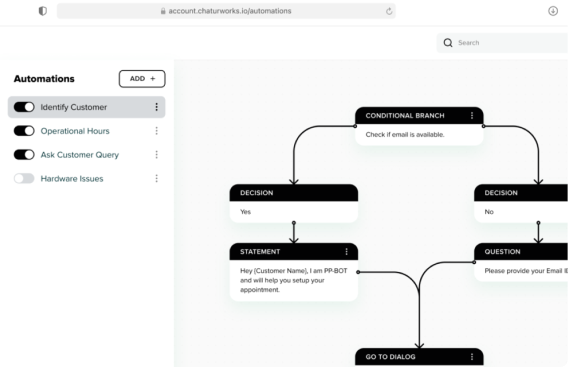 account.chaturworks.io/automations
Search
Automations
ADD +
Identify Customer
Operational Hours
Ask Customer Query
Hardware Issues
CONDITIONAL BRANCH
Check if email is available.
DECISION
Yes
DECISION
No
STATEMENT
Hey {Customer Name}, I am PP-BOT
and will help you setup your
appointment.
QUESTION
Please provide your Email
GO TO DIALOG